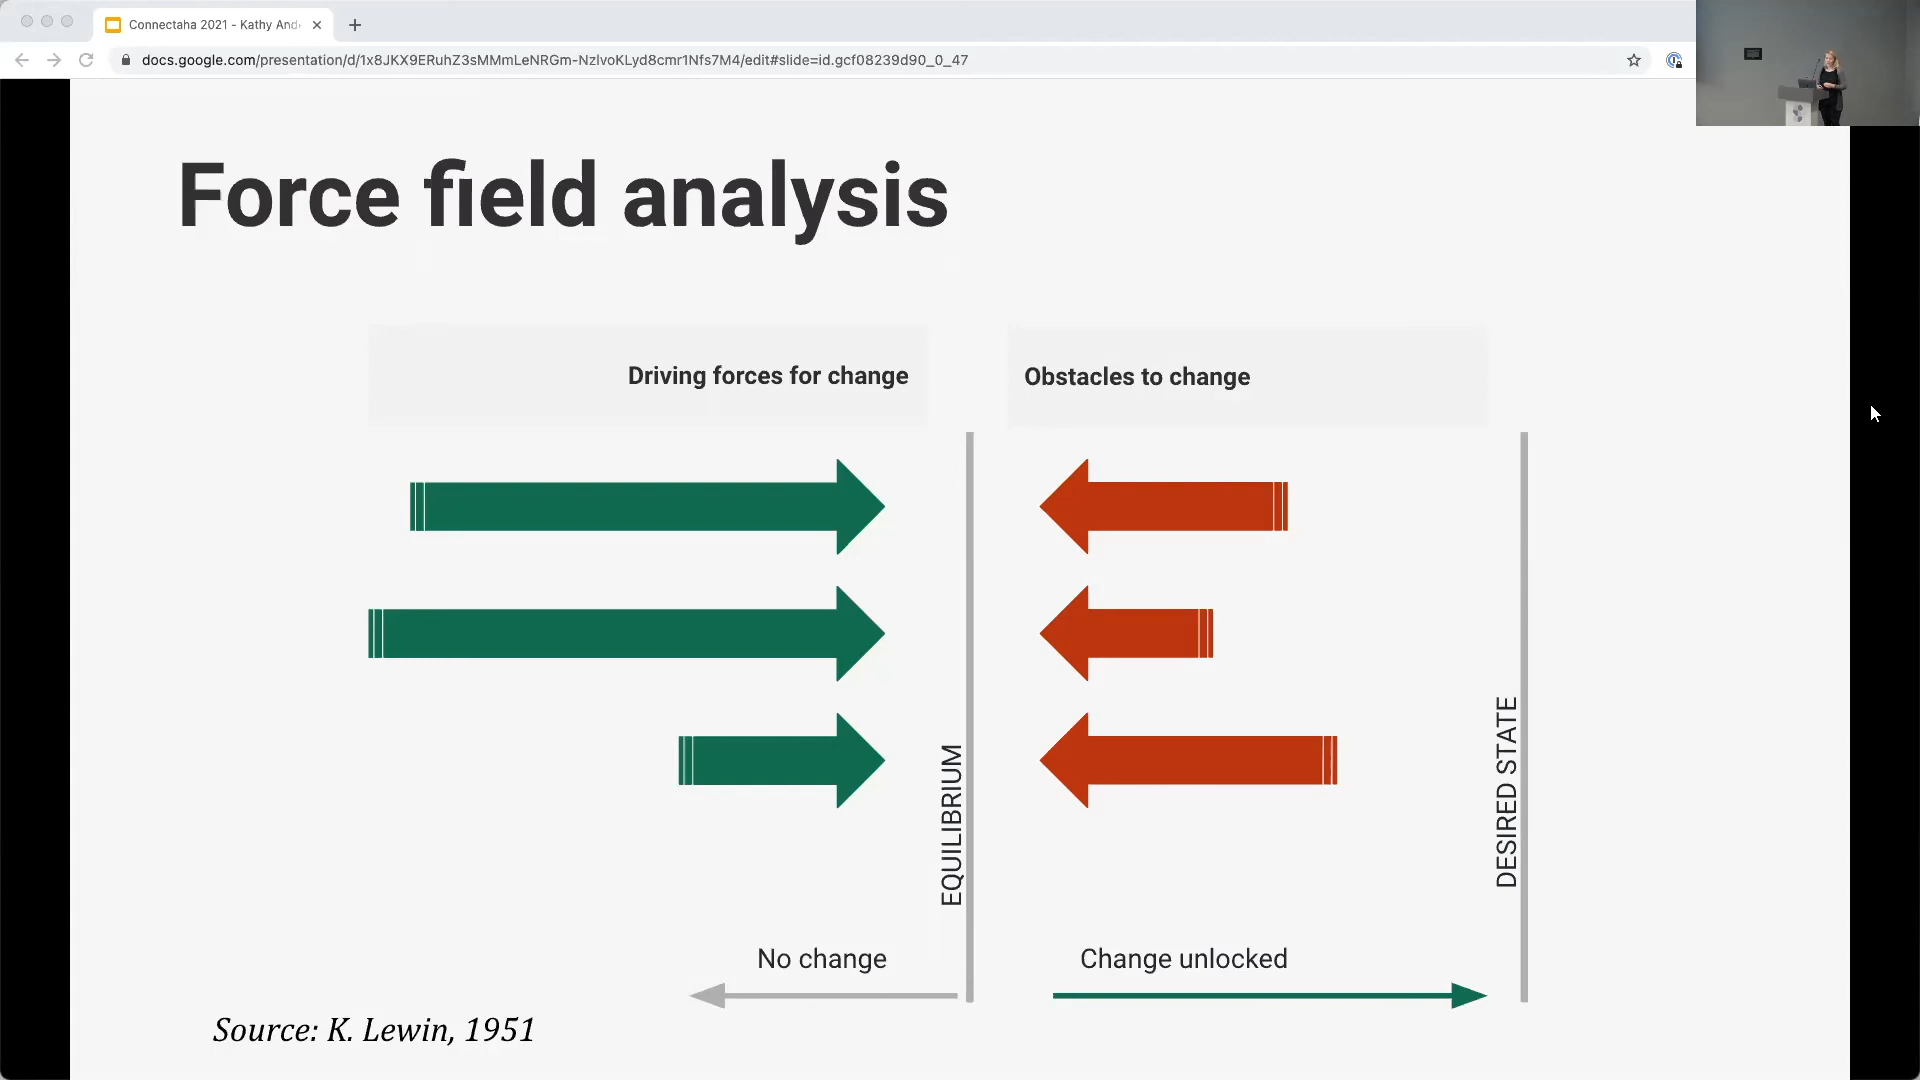 Connectaha 2021 - Kathy And
docs.google.com/presentation/d/1x8JKX9ERuhZ3sMMmLeNRGm-NzlvoKLyd8cmr1Nfs7M4/edit#slide=id.gcf08239d90_0_47
Force field analysis
Driving forces for change
Obstacles to change
EQUILIBRIUM
DESIRED STATE
No change
Change unlocked
Source: K. Lewin, 1951